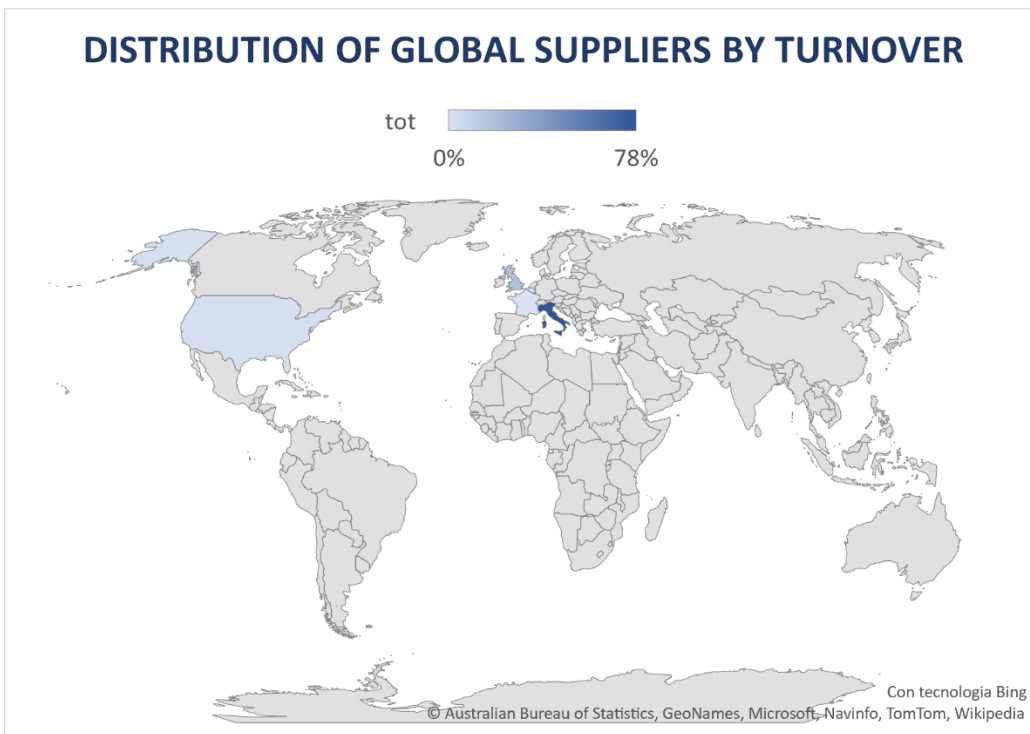 DISTRIBUTION OF GLOBAL SUPPLIERS BY TURNOVER
tot
0% 78%
Con tecnologia Bing
© Australian Bureau of Statistics, GeoNames, Microsoft, Navinfo, TomTom, Wikipedia